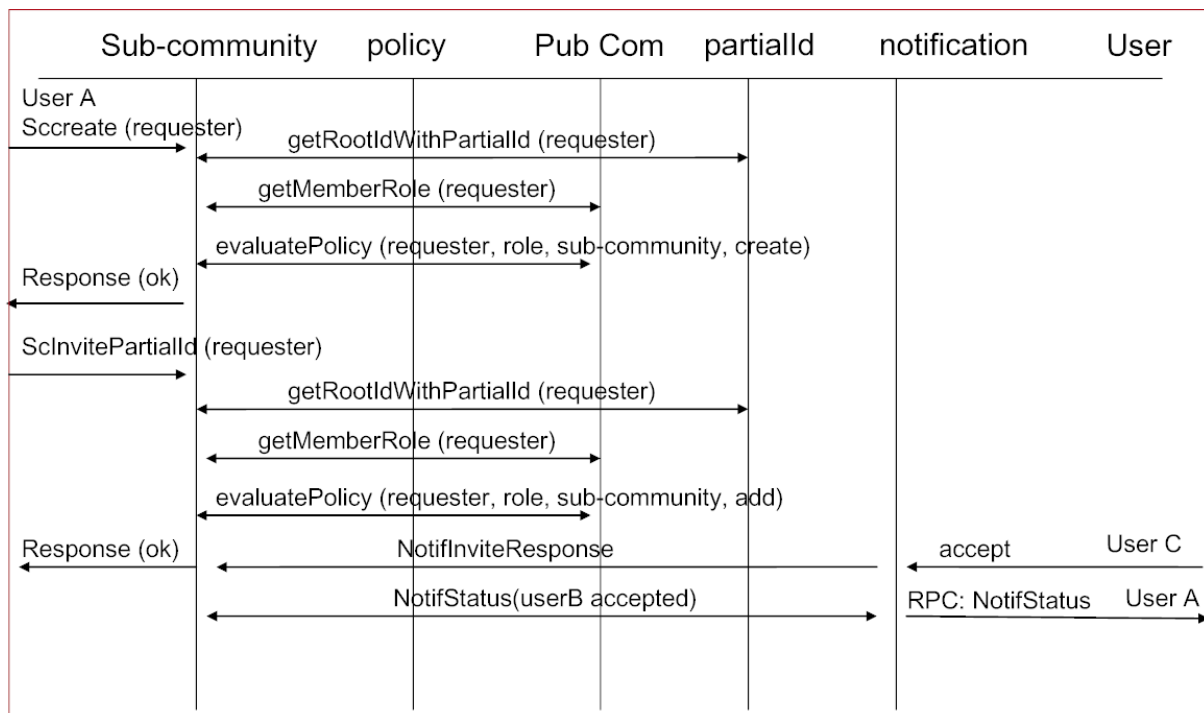 Sub-community policy Pub Com partialId notification User
User A
Sccreate (requester)
getRootIdWithPartialId (requester)
getMemberRole (requester)
evaluatePolicy (requester, role, sub-community, create)
Response (ok)
ScInvitePartialId (requester)
getRootIdWithPartialId (requester)
getMemberRole (requester)
evaluatePolicy (requester, role, sub-community, add)
Response (ok) NotifInviteResponse accept User C
NotifStatus(userB accepted) RPC: NotifStatus User A